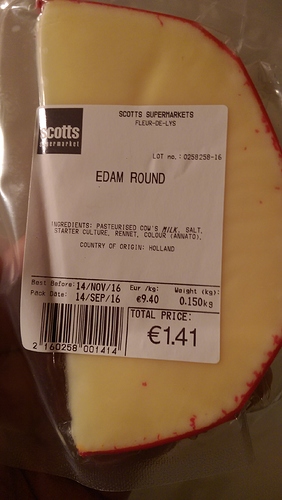 SCOTTS SUPERMARKETS
FLEUR-DE-LYS
scotts
supermarket
LOT no.: 0258258-16
EDAM ROUND
INGREDIENTS: PASTEURISED COW'S MILK, SALT,
STARTER CULTURE, RENNET, COLOUR (ANNATO),
COUNTRY OF ORIGIN: HOLLAND
Best Before: 14/NOV/16 Eur /kg: Weight (kg):
Pack Date: 14/SEP/16 €9.40 0.150kg
TOTAL PRICE:
€1.41
2 160258 001414